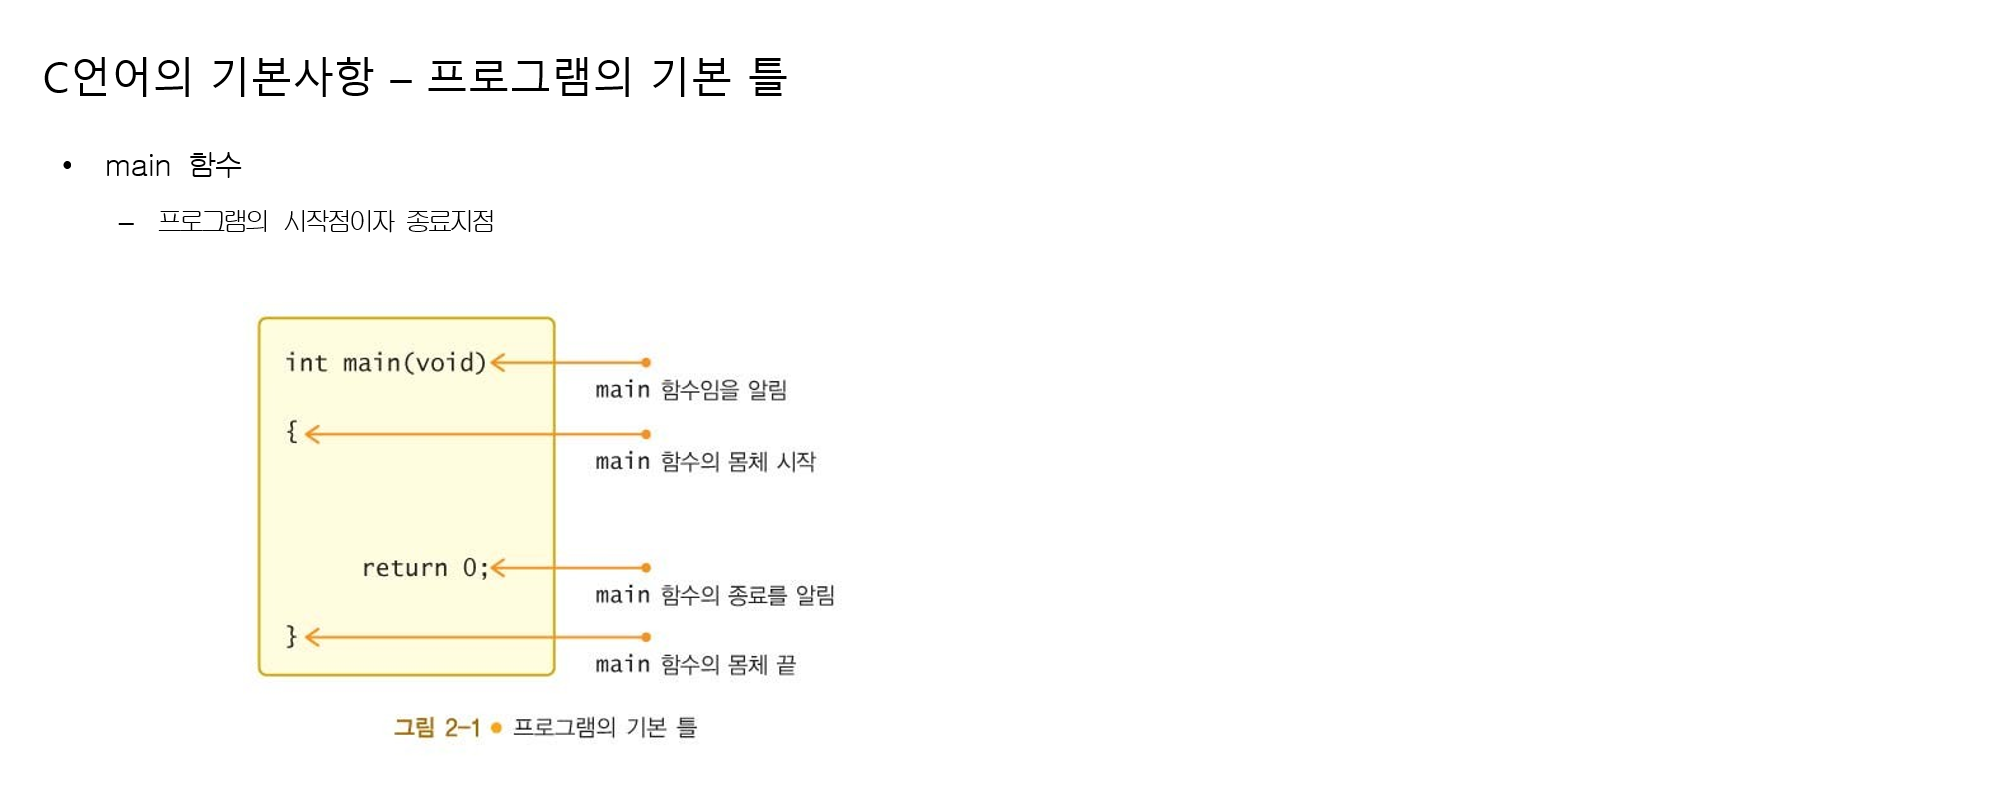 C언어의 기본사항 – 프로그램의 기본 틀
• main 함수
– 프로그램의 시작점이자 종료지점
int main(void)
main 함수임을 알림
{
main 함수의 몸체 시작
return 0;
main 함수의 종료를 알림
}
main 함수의 몸체 끝
그림 2-1 ● 프로그램의 기본 틀